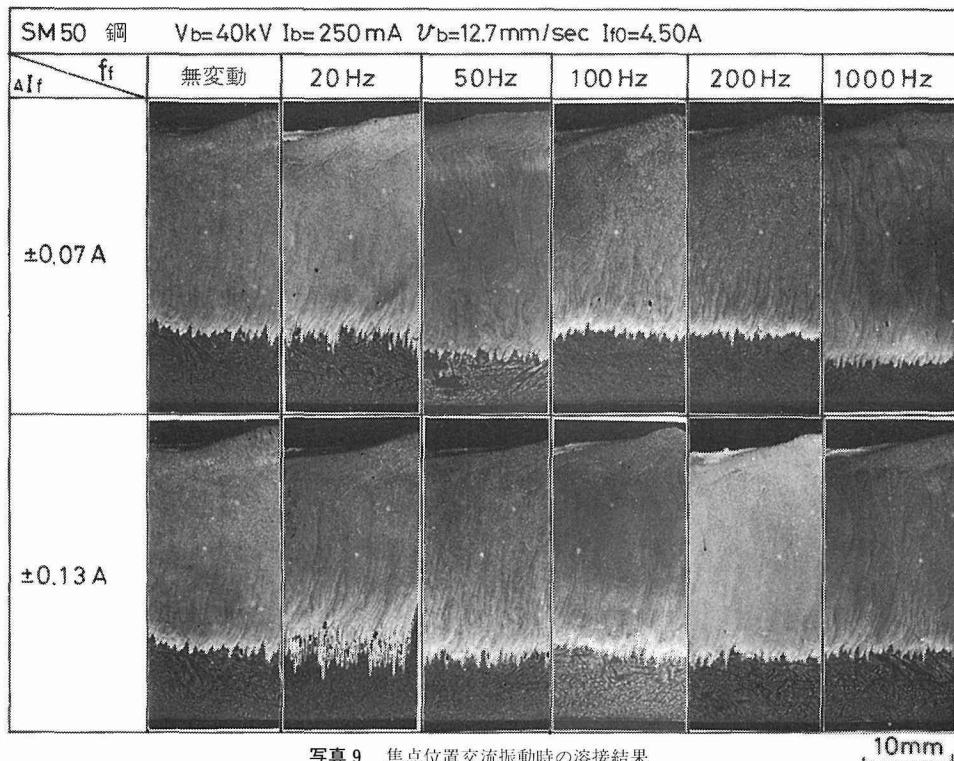 SM50 鋼 Vb=40kV Ib=250mA υb=12.7mm/sec If0=4.50A
ΔIf ff 無変動 20Hz 50Hz 100Hz 200Hz 1000Hz
±0.07A
±0.13A
写真9 焦点位置交流振動時の溶接結果
10mm